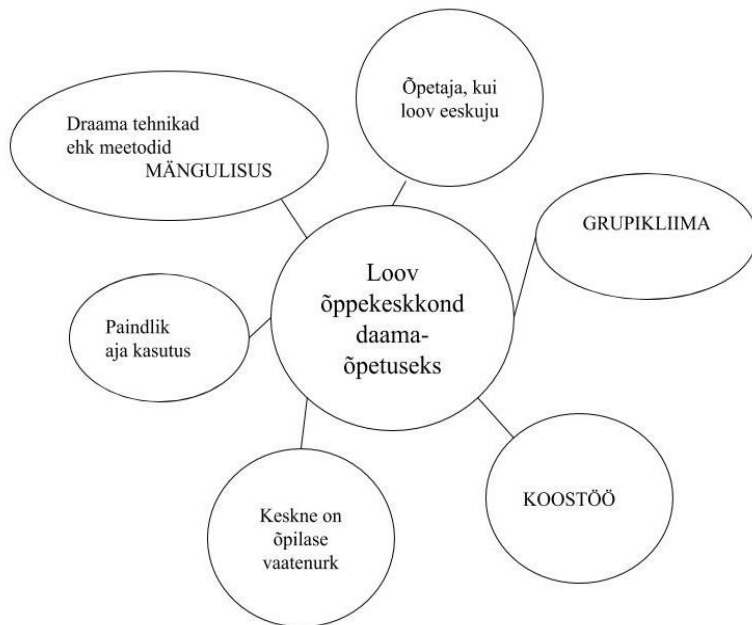 Õpetaja, kui
loov eeskuju
Draama tehnikad
ehk meetodid
MÄNGULISUS
GRUPIKLIIMA
Loov
õppekeskkond
daama-
õpetuseks
Paindlik
aja kasutus
KOOSTÖÖ
Keskne on
õpilase
vaatenurk